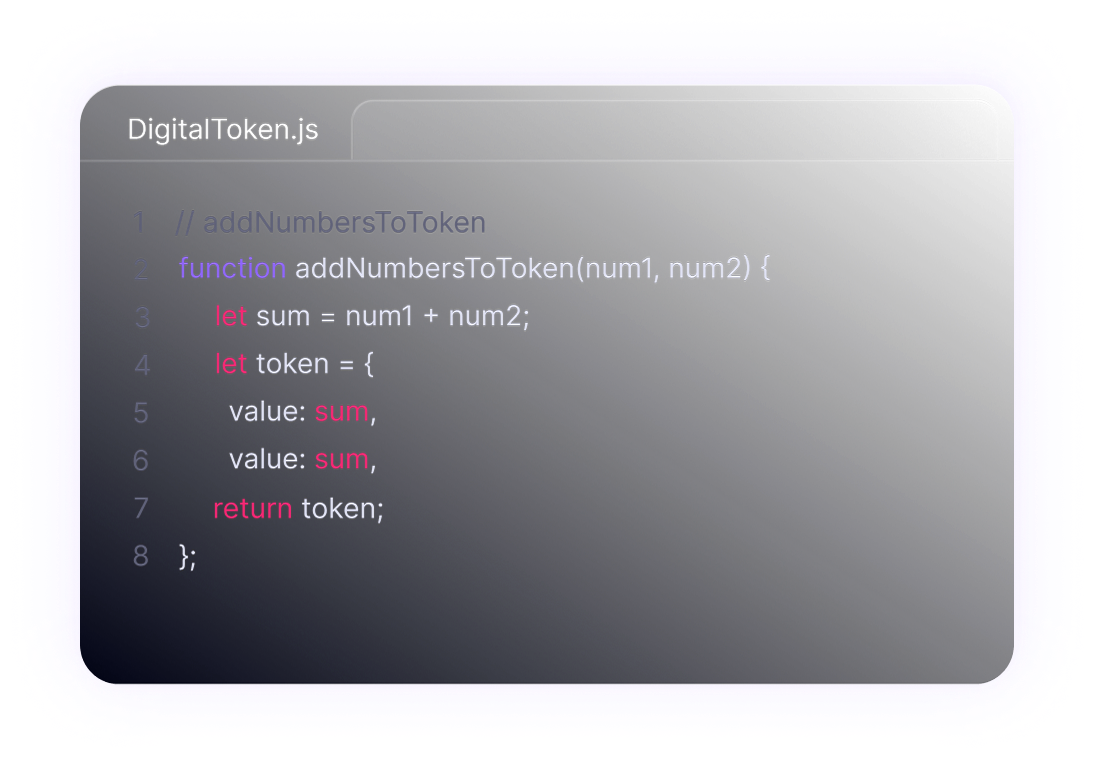 DigitalToken.js
1 // addNumbersToToken
2 function addNumbersToToken(num1, num2) {
3 let sum = num1 + num2;
4 let token = {
5 value: sum,
6 value: sum,
7 return token;
8 };